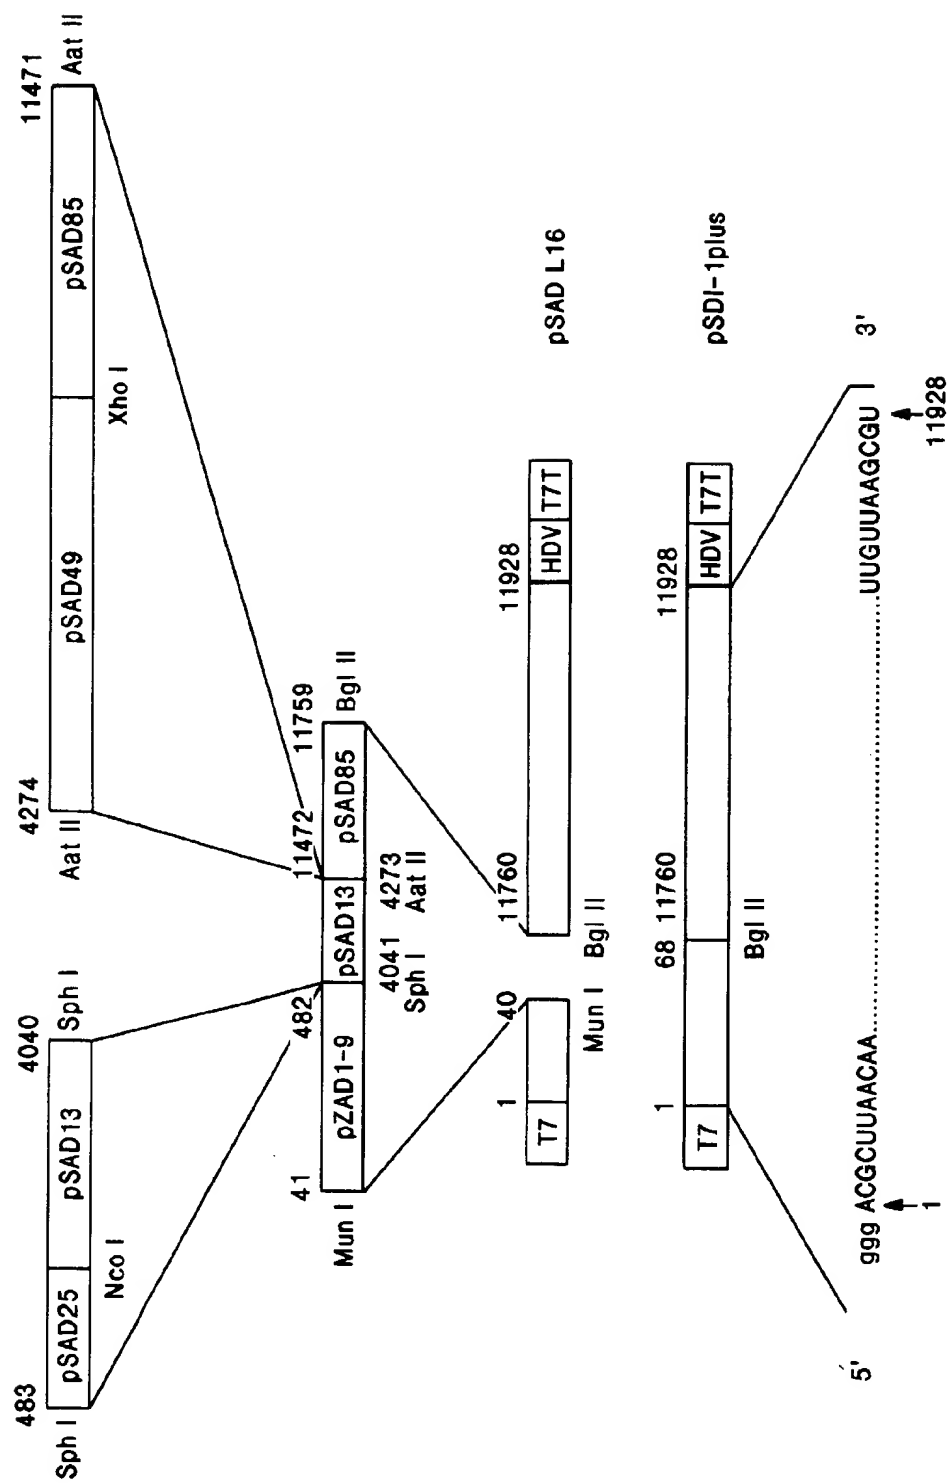 483
4040
4274
11471
Sph I
pSAD25
pSAD13
Sph I
Aat II
pSAD49
pSAD85
Aat II
Nco I
Xho I
41
482
11472
11759
Mun I
pZAD1-9
pSAD13
pSAD85
Bgl II
4041
4273
Sph I
Aat II
1
40
11760
11928
T7
HDV
T7T
pSAD L16
Mun I
Bgl II
1
68
11760
11928
T7
HDV
T7T
pSDI-1plus
Bgl II
5'
3'
ggg ACGCUUAACAA
UUGUUAAGCGU
1
11928